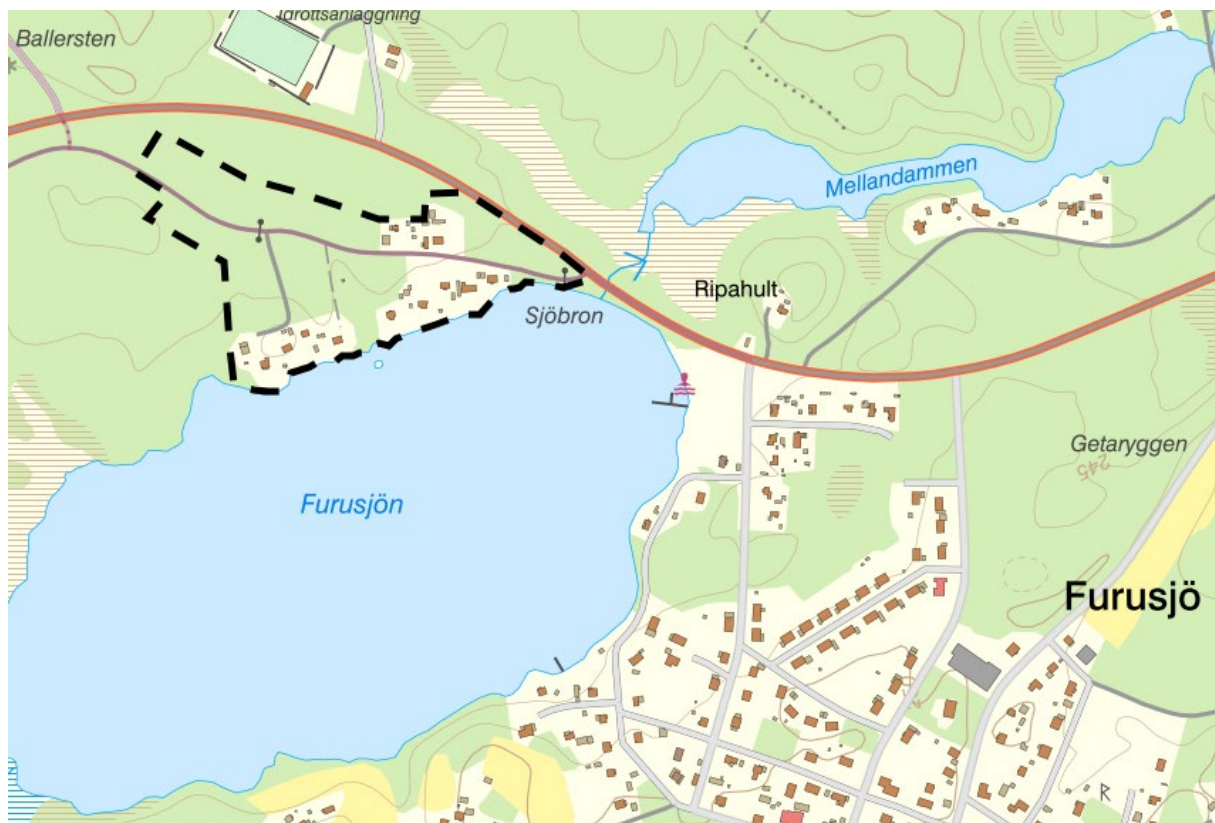 Idrottsanläggning
Ballersten
Mellandammen
Ripahult
Sjöbron
Getaryggen
245
Furusjön
Furusjö
R